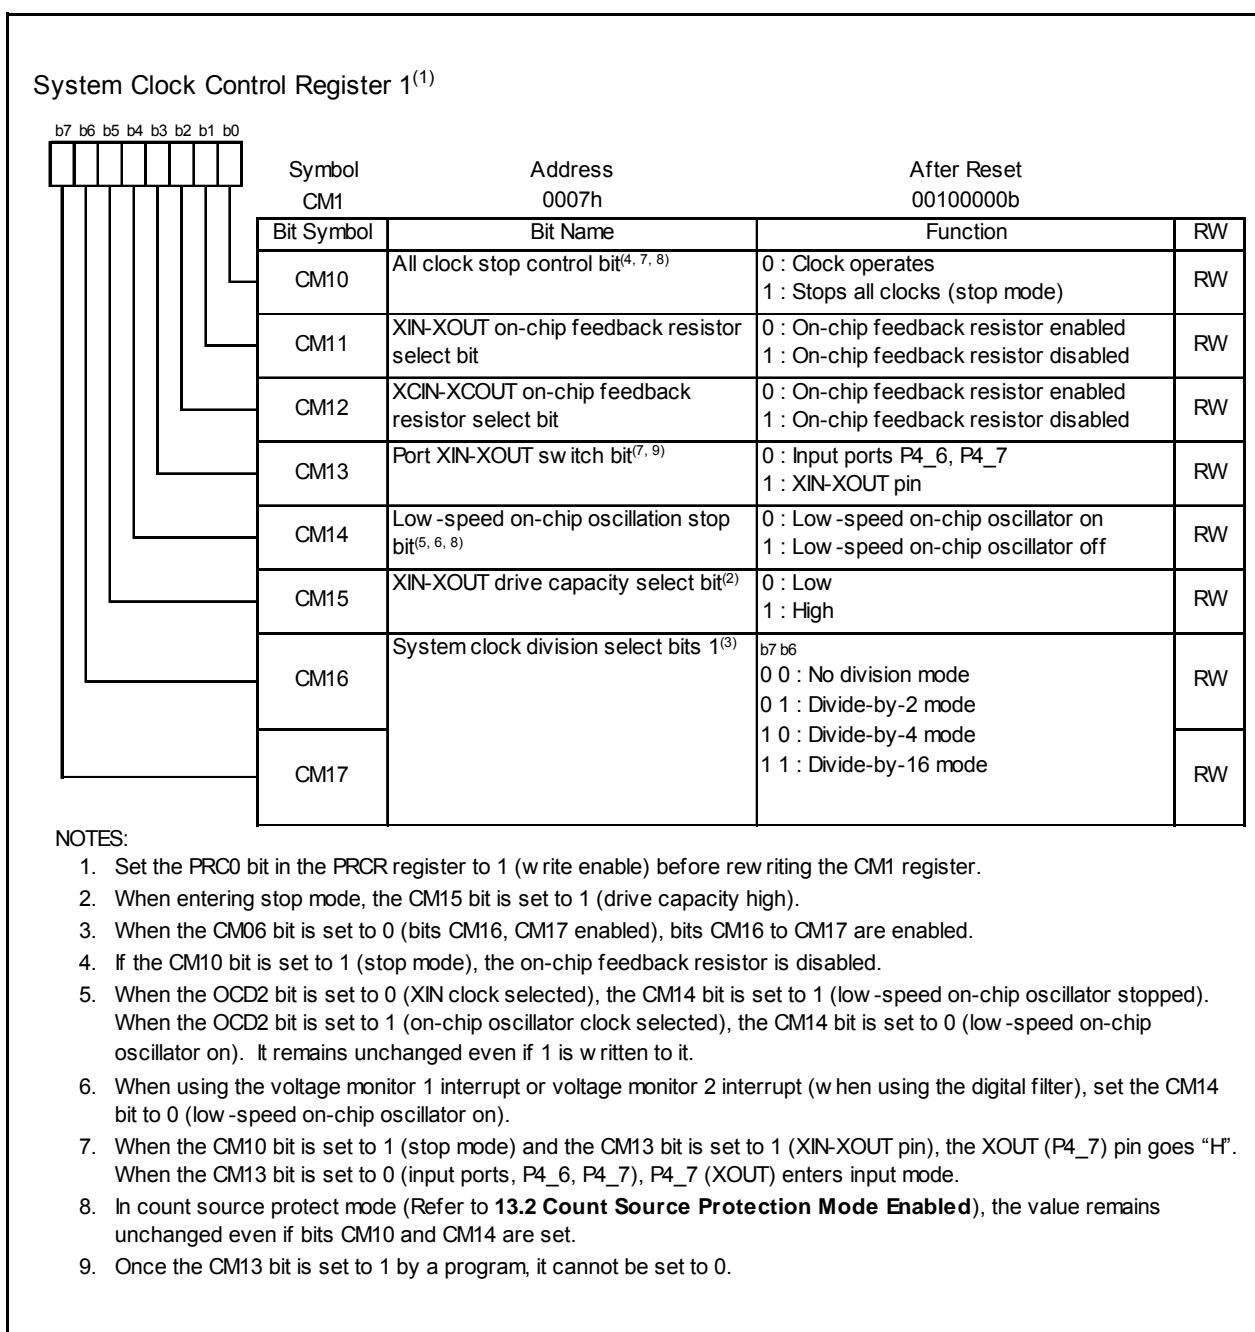 System Clock Control Register 1(1)
b7 b6 b5 b4 b3 b2 b1 b0
Symbol Address After Reset
CM1 0007h 00100000b
Bit Symbol Bit Name Function RW
CM10 All clock stop control bit(4, 7, 8) 0 : Clock operates RW
1 : Stops all clocks (stop mode)
CM11 XIN-XOUT on-chip feedback resistor 0 : On-chip feedback resistor enabled RW
select bit 1 : On-chip feedback resistor disabled
CM12 XCIN-XCOUT on-chip feedback 0 : On-chip feedback resistor enabled RW
resistor select bit 1 : On-chip feedback resistor disabled
CM13 Port XIN-XOUT switch bit(7, 9) 0 : Input ports P4_6, P4_7 RW
1 : XIN-XOUT pin
CM14 Low-speed on-chip oscillation stop 0 : Low-speed on-chip oscillator on RW
bit(5, 6, 8) 1 : Low-speed on-chip oscillator off
CM15 XIN-XOUT drive capacity select bit(2) 0 : Low RW
1 : High
CM16 System clock division select bits 1(3) b7 b6 RW
0 0 : No division mode
0 1 : Divide-by-2 mode
CM17 1 0 : Divide-by-4 mode RW
1 1 : Divide-by-16 mode
NOTES:
1. Set the PRC0 bit in the PRCR register to 1 (write enable) before rewriting the CM1 register.
2. When entering stop mode, the CM15 bit is set to 1 (drive capacity high).
3. When the CM06 bit is set to 0 (bits CM16, CM17 enabled), bits CM16 to CM17 are enabled.
4. If the CM10 bit is set to 1 (stop mode), the on-chip feedback resistor is disabled.
5. When the OCD2 bit is set to 0 (XIN clock selected), the CM14 bit is set to 1 (low-speed on-chip oscillator stopped).
When the OCD2 bit is set to 1 (on-chip oscillator clock selected), the CM14 bit is set to 0 (low-speed on-chip
oscillator on). It remains unchanged even if 1 is written to it.
6. When using the voltage monitor 1 interrupt or voltage monitor 2 interrupt (when using the digital filter), set the CM14
bit to 0 (low-speed on-chip oscillator on).
7. When the CM10 bit is set to 1 (stop mode) and the CM13 bit is set to 1 (XIN-XOUT pin), the XOUT (P4_7) pin goes “H”.
When the CM13 bit is set to 0 (input ports, P4_6, P4_7), P4_7 (XOUT) enters input mode.
8. In count source protect mode (Refer to 13.2 Count Source Protection Mode Enabled), the value remains
unchanged even if bits CM10 and CM14 are set.
9. Once the CM13 bit is set to 1 by a program, it cannot be set to 0.